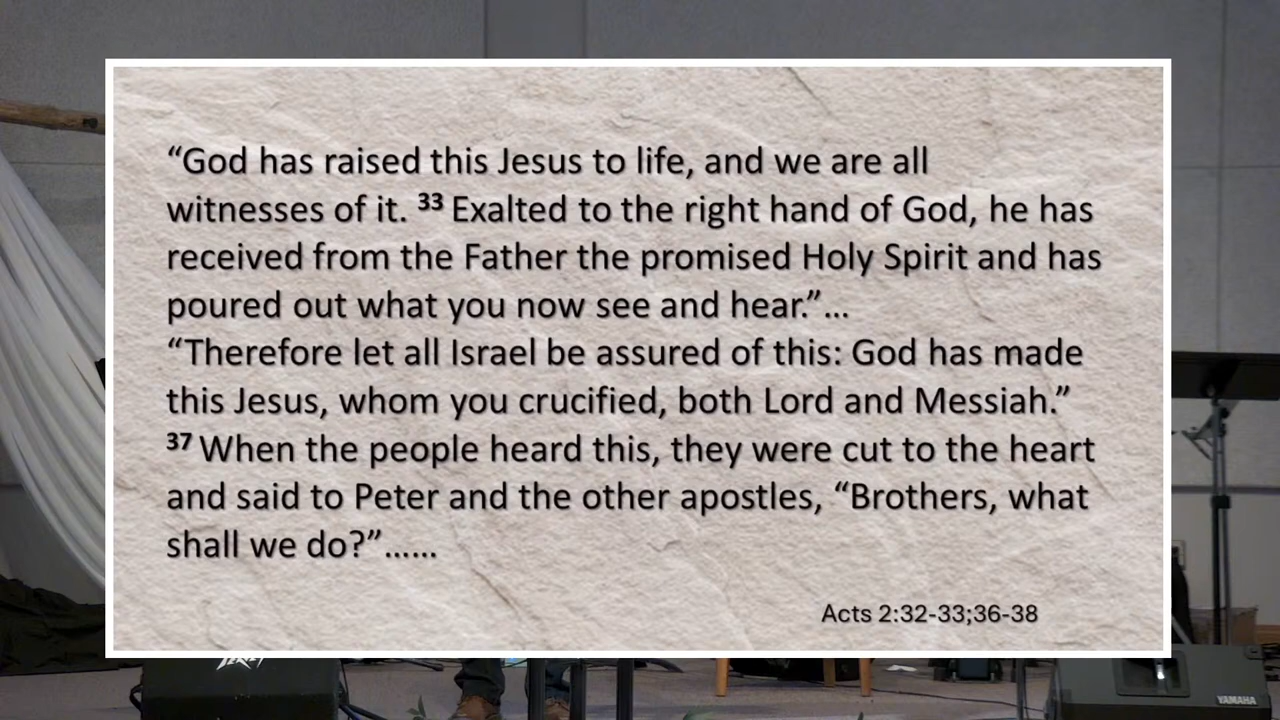 “God has raised this Jesus to life, and we are all
witnesses of it. 33 Exalted to the right hand of God, he has
received from the Father the promised Holy Spirit and has
poured out what you now see and hear.”...
“Therefore let all Israel be assured of this: God has made
this Jesus, whom you crucified, both Lord and Messiah.”
37 When the people heard this, they were cut to the heart
and said to Peter and the other apostles, “Brothers, what
shall we do?”......
Acts 2:32-33;36-38
YAMAHA